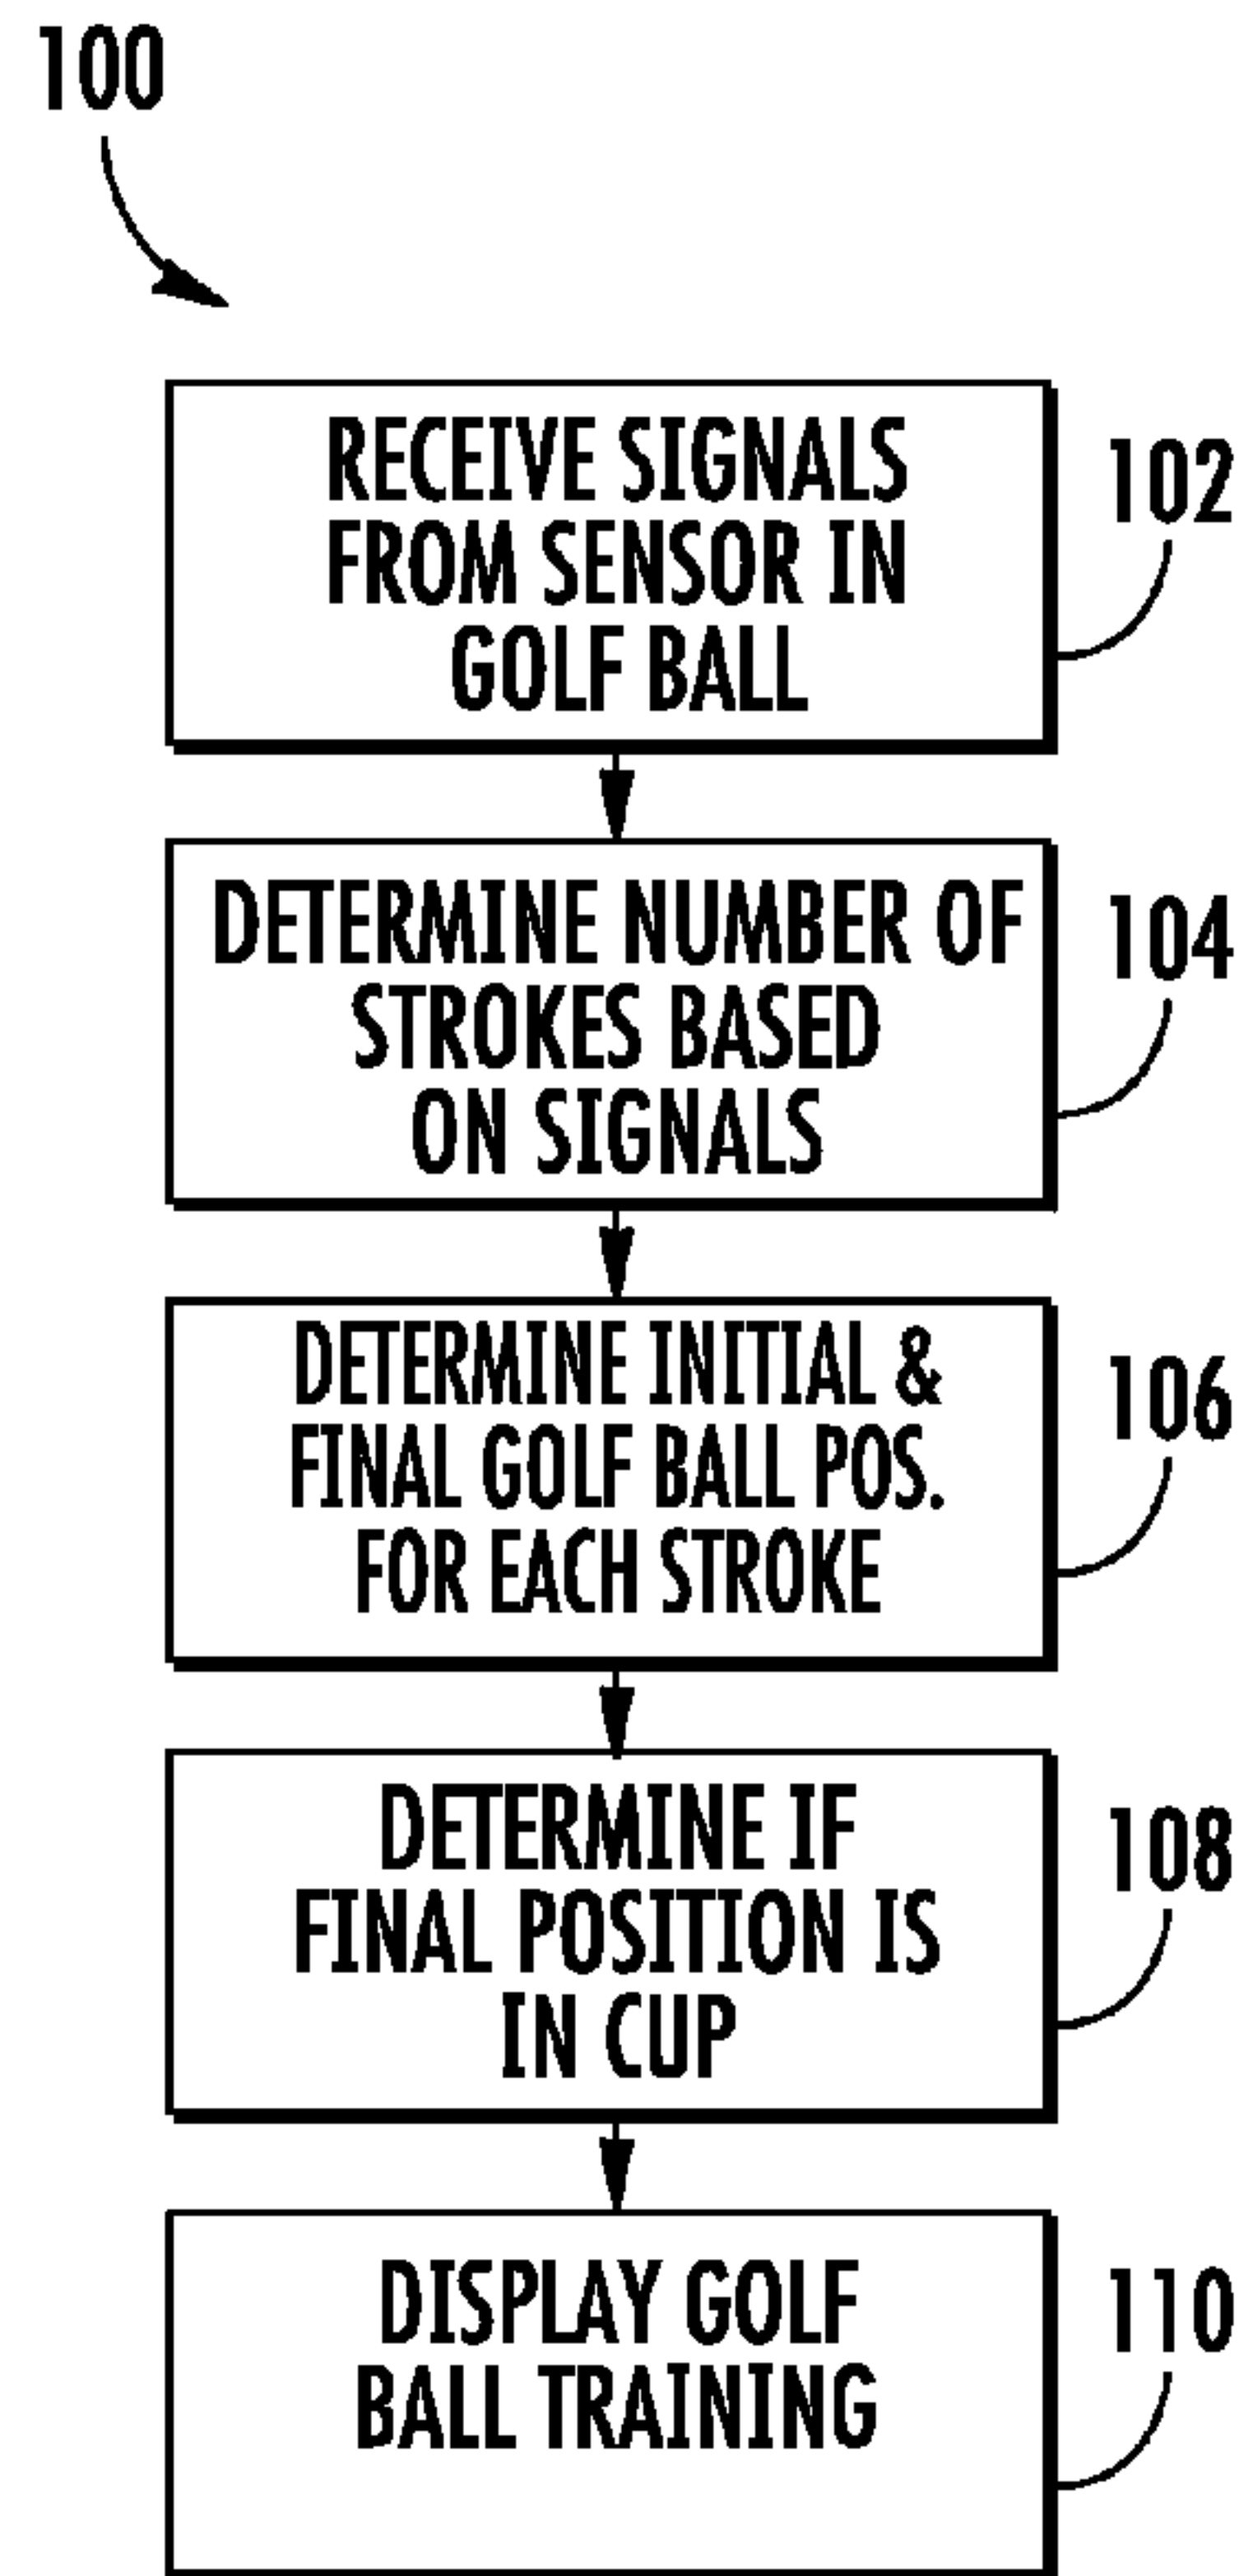 100
RECEIVE SIGNALS
FROM SENSOR IN
GOLF BALL
102
DETERMINE NUMBER OF
STROKES BASED
ON SIGNALS
104
DETERMINE INITIAL &
FINAL GOLF BALL POS.
FOR EACH STROKE
106
DETERMINE IF
FINAL POSITION IS
IN CUP
108
DISPLAY GOLF
BALL TRAINING
110